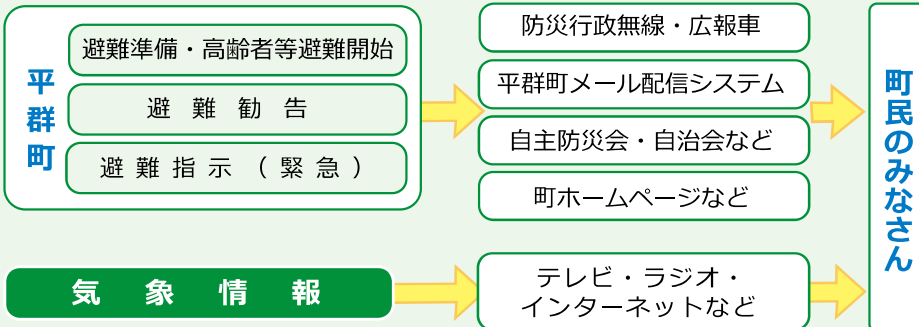 平群町
避難準備・高齢者等避難開始
避難勧告
避難指示（緊急）
防災行政無線・広報車
平群町メール配信システム
自主防災会・自治会など
町ホームページなど
町民のみなさん
気象情報
テレビ・ラジオ・
インターネットなど